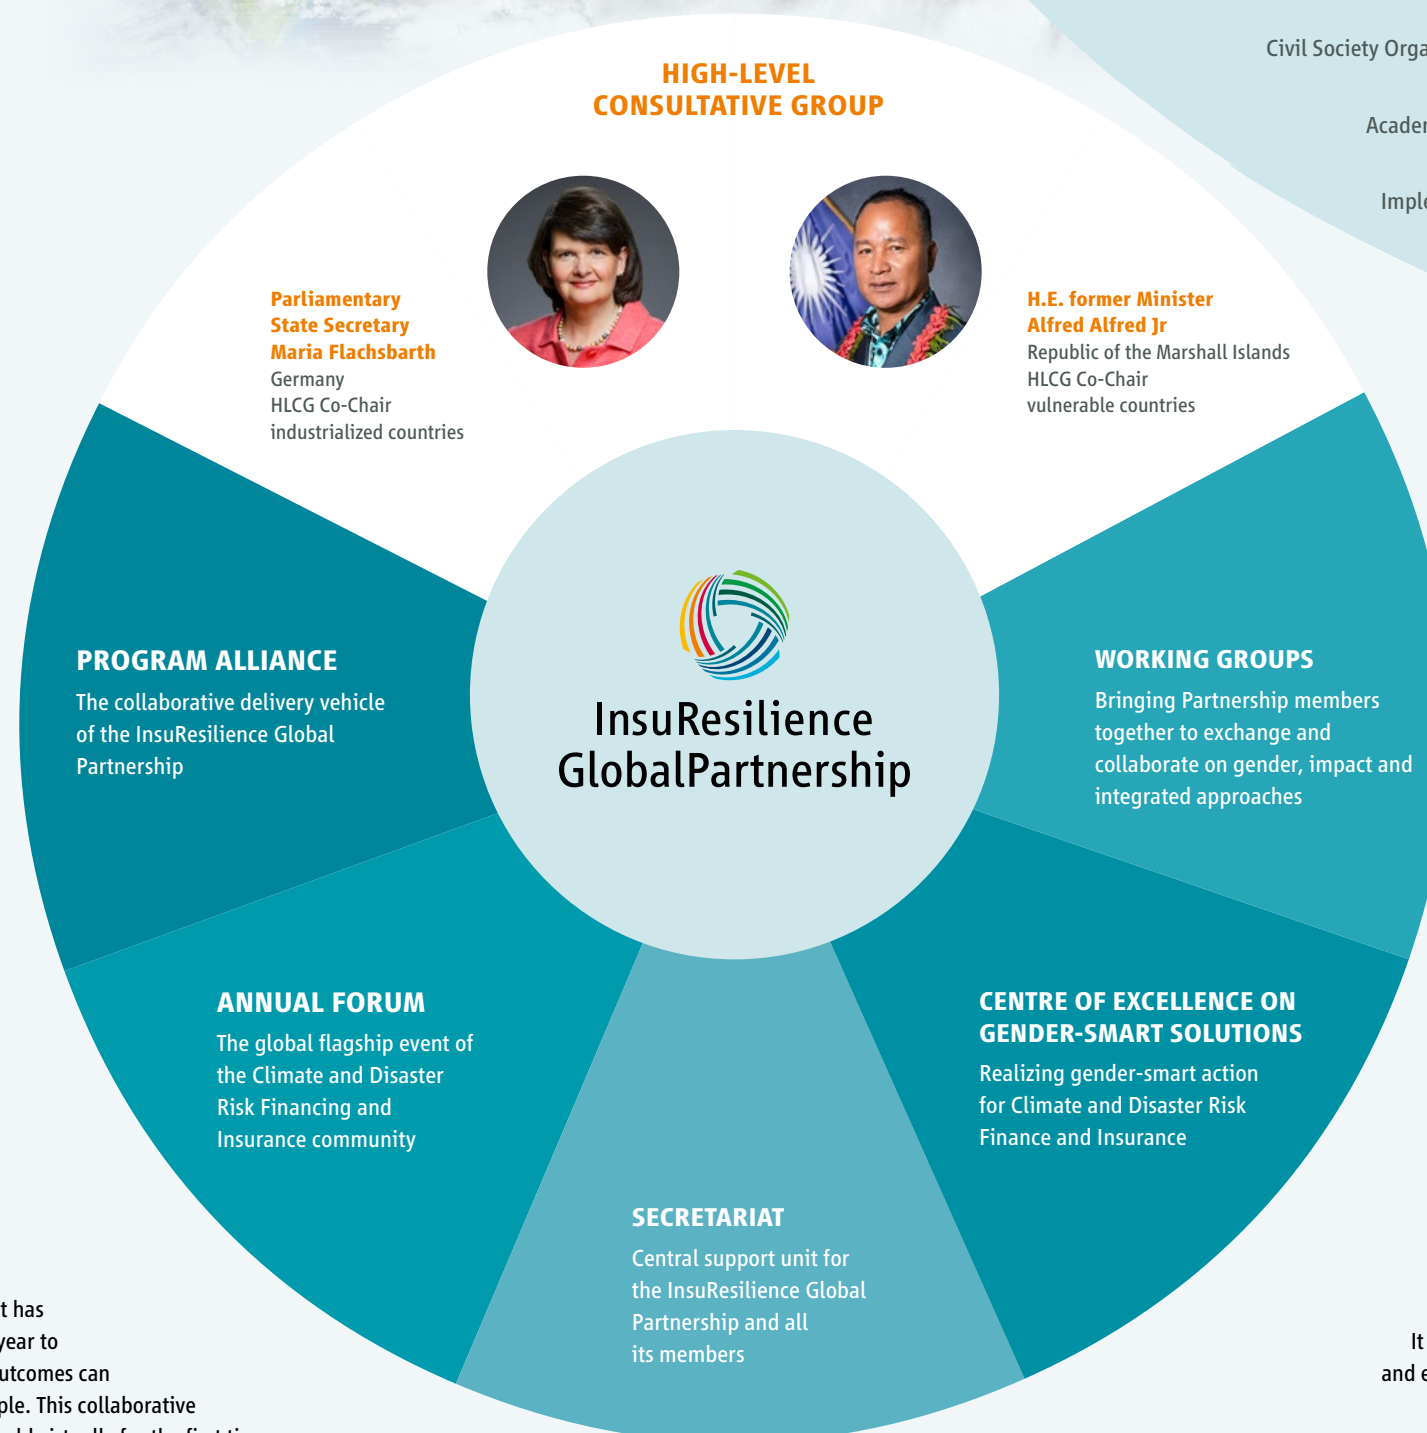 Civil Society
HIGH-LEVEL
CONSULTATIVE GROUP
Parliamentary
State Secretary
Maria Flachsbarth
Germany
HLCG Co-Chair
industrialized countries
H.E. former Minister
Alfred Alfred Jr
Republic of the Marshall Islands
HLCG Co-Chair
vulnerable countries
InsuResilience
GlobalPartnership
PROGRAM ALLIANCE
The collaborative delivery vehicle
of the InsuResilience Global
Partnership
WORKING GROUPS
Bringing Partnership members
together to exchange and
collaborate on gender, impact and
integrated approaches
ANNUAL FORUM
The global flagship event of
the Climate and Disaster
Risk Financing and
Insurance community
CENTRE OF EXCELLENCE ON
GENDER-SMART SOLUTIONS
Realizing gender-smart action
for Climate and Disaster Risk
Finance and Insurance
SECRETARIAT
Central support unit for
the InsuResilience Global
Partnership and all
its members
has
year to
can
This collaborative
It
and